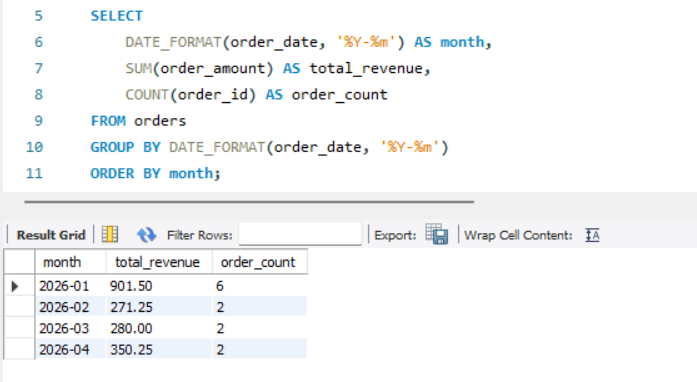 5 SELECT
6 DATE_FORMAT(order_date, '%Y-%m') AS month,
7 SUM(order_amount) AS total_revenue,
8 COUNT(order_id) AS order_count
9 FROM orders
10 GROUP BY DATE_FORMAT(order_date, '%Y-%m')
11 ORDER BY month;
Result Grid Filter Rows: Export: Wrap Cell Content:
month total_revenue order_count
2026-01 901.50 6
2026-02 271.25 2
2026-03 280.00 2
2026-04 350.25 2